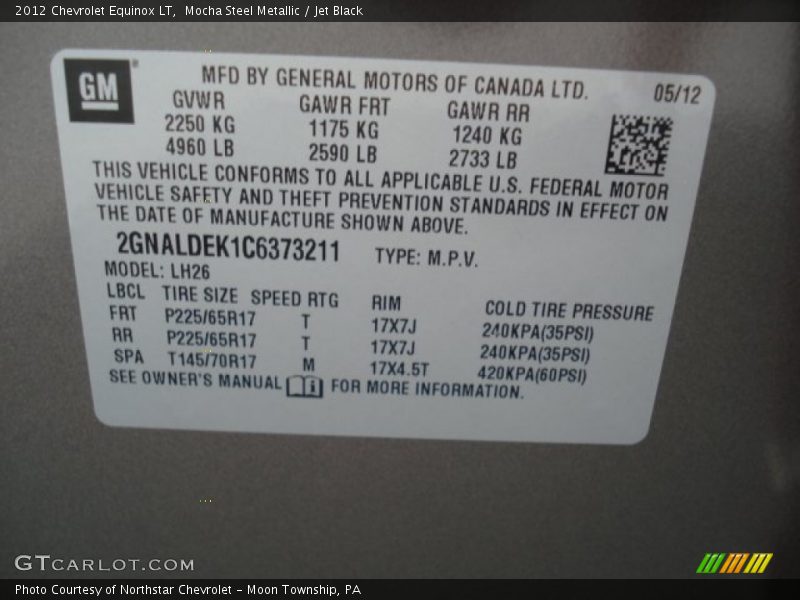 2012 Chevrolet Equinox LT, Mocha Steel Metallic / Jet Black
GM
MFD BY GENERAL MOTORS OF CANADA LTD. 05/12
GVWR GAWR FRT GAWR RR
2250 KG 1175 KG 1240 KG
4960 LB 2590 LB 2733 LB
THIS VEHICLE CONFORMS TO ALL APPLICABLE U.S. FEDERAL MOTOR
VEHICLE SAFETY AND THEFT PREVENTION STANDARDS IN EFFECT ON
THE DATE OF MANUFACTURE SHOWN ABOVE.
2GNALDEK1C6373211 TYPE: M.P.V.
MODEL: LH26
LBCL TIRE SIZE SPEED RTG RIM COLD TIRE PRESSURE
FRT P225/65R17 T 17X7J 240KPA(35PSI)
RR P225/65R17 T 17X7J 240KPA(35PSI)
SPA T145/70R17 M 17X4.5T 420KPA(60PSI)
SEE OWNER'S MANUAL FOR MORE INFORMATION.
GTCARLOT.COM
Photo Courtesy of Northstar Chevrolet - Moon Township, PA